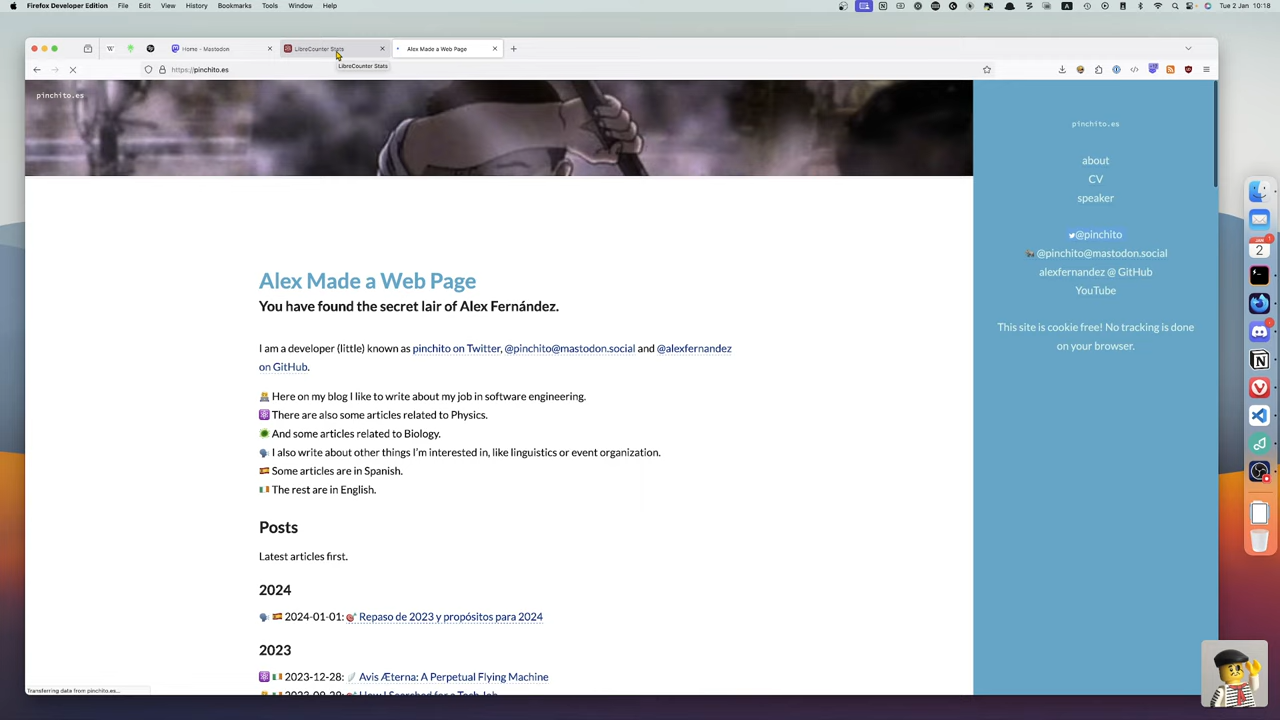 Firefox Developer Edition File Edit View History Bookmarks Tools Window Help Tue 2 Jan 10:18
Home - Mastodon LibreCounter Stats Alex Made a Web Page
https://pinchito.es LibreCounter Stats
pinchito.es
pinchito.es
about
CV
speaker
@pinchito
@pinchito@mastodon.social
alexfernandez @ GitHub
YouTube
This site is cookie free! No tracking is done
on your browser.
Alex Made a Web Page
You have found the secret lair of Alex Fernández.
I am a developer (little) known as pinchito on Twitter, @pinchito@mastodon.social and @alexfernandez
on GitHub.
Here on my blog I like to write about my job in software engineering.
There are also some articles related to Physics.
And some articles related to Biology.
I also write about other things I'm interested in, like linguistics or event organization.
Some articles are in Spanish.
The rest are in English.
Posts
Latest articles first.
2024
2024-01-01: Repaso de 2023 y propósitos para 2024
2023
2023-12-28: Avis Æterna: A Perpetual Flying Machine
Transferring data from pinchito.es...
JAN
2